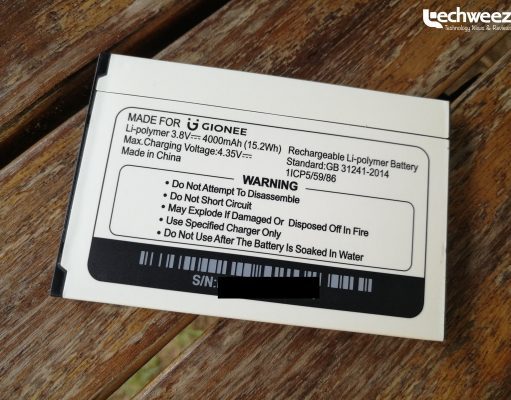 Techweez
Technology News & Reviews
MADE FOR GIONEE
Li-polymer 3.8V⎓ 4000mAh (15.2Wh)
Max.Charging Voltage:4.35V⎓
Made in China
Rechargeable Li-polymer Battery
Standard:GB 31241-2014
1ICP5/59/86
WARNING
• Do Not Attempt To Disassemble
• Do Not Short Circuit
• May Explode If Damaged Or Disposed Off In Fire
• Use Specified Charger Only
• Do Not Use After The Battery Is Soaked In Water
S/N: